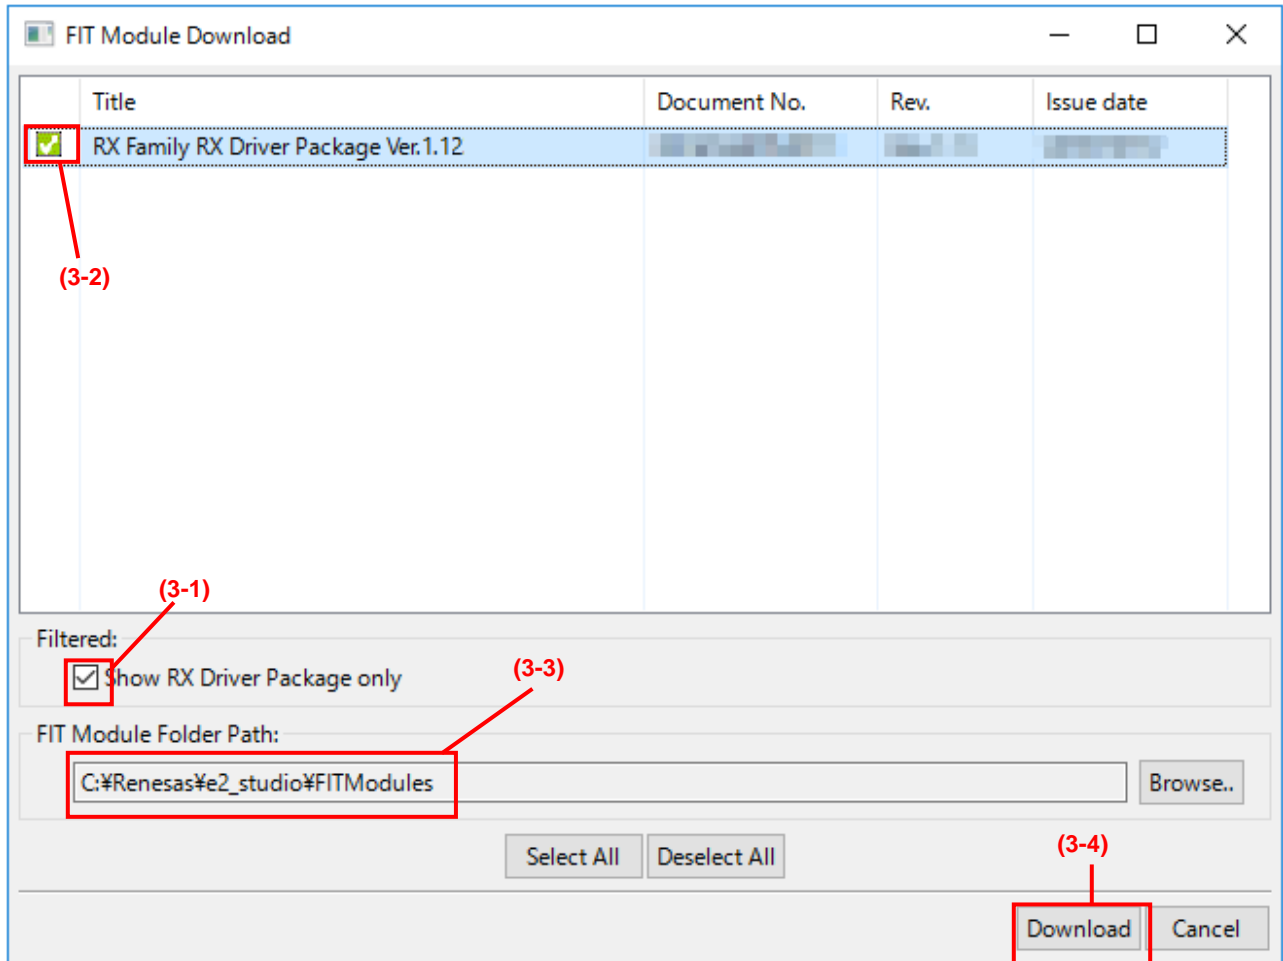 FIT Module Download
Title Document No. Rev. Issue date
RX Family RX Driver Package Ver.1.12
(3-2)
(3-1)
Filtered:
Show RX Driver Package only
(3-3)
FIT Module Folder Path:
C:¥Renesas¥e2_studio¥FITModules
Browse..
Select All Deselect All
(3-4)
Download Cancel